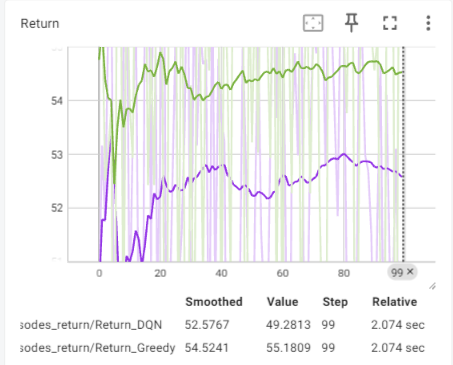 Return
54
53
52
0 20 40 60 80 99
Smoothed Value Step Relative
sodes_return/Return_DQN 52.5767 49.2813 99 2.074 sec
sodes_return/Return_Greedy 54.5241 55.1809 99 2.074 sec